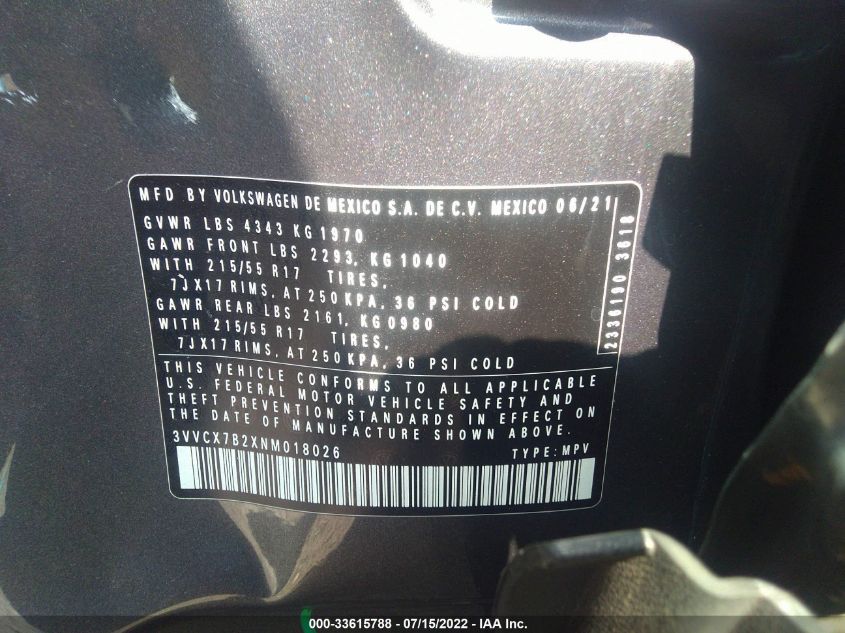 MFD BY VOLKSWAGEN DE MEXICO S.A. DE C.V. MEXICO 06/21
GVWR LBS 4343 KG 1970
GAWR FRONT LBS 2293, KG 1040
WITH 215/55 R17 TIRES,
7JX17 RIMS, AT 250 KPA, 36 PSI COLD
GAWR REAR LBS 2161, KG 0980
WITH 215/55 R17 TIRES,
7JX17 RIMS, AT 250 KPA, 36 PSI COLD
2336190 3618
THIS VEHICLE CONFORMS TO ALL APPLICABLE
U.S. FEDERAL MOTOR VEHICLE SAFETY AND
THEFT PREVENTION STANDARDS IN EFFECT ON
THE DATE OF MANUFACTURE SHOWN ABOVE.
3VVCX7B2XNM018026 TYPE: MPV
000-33615788 - 07/15/2022 - IAA Inc.